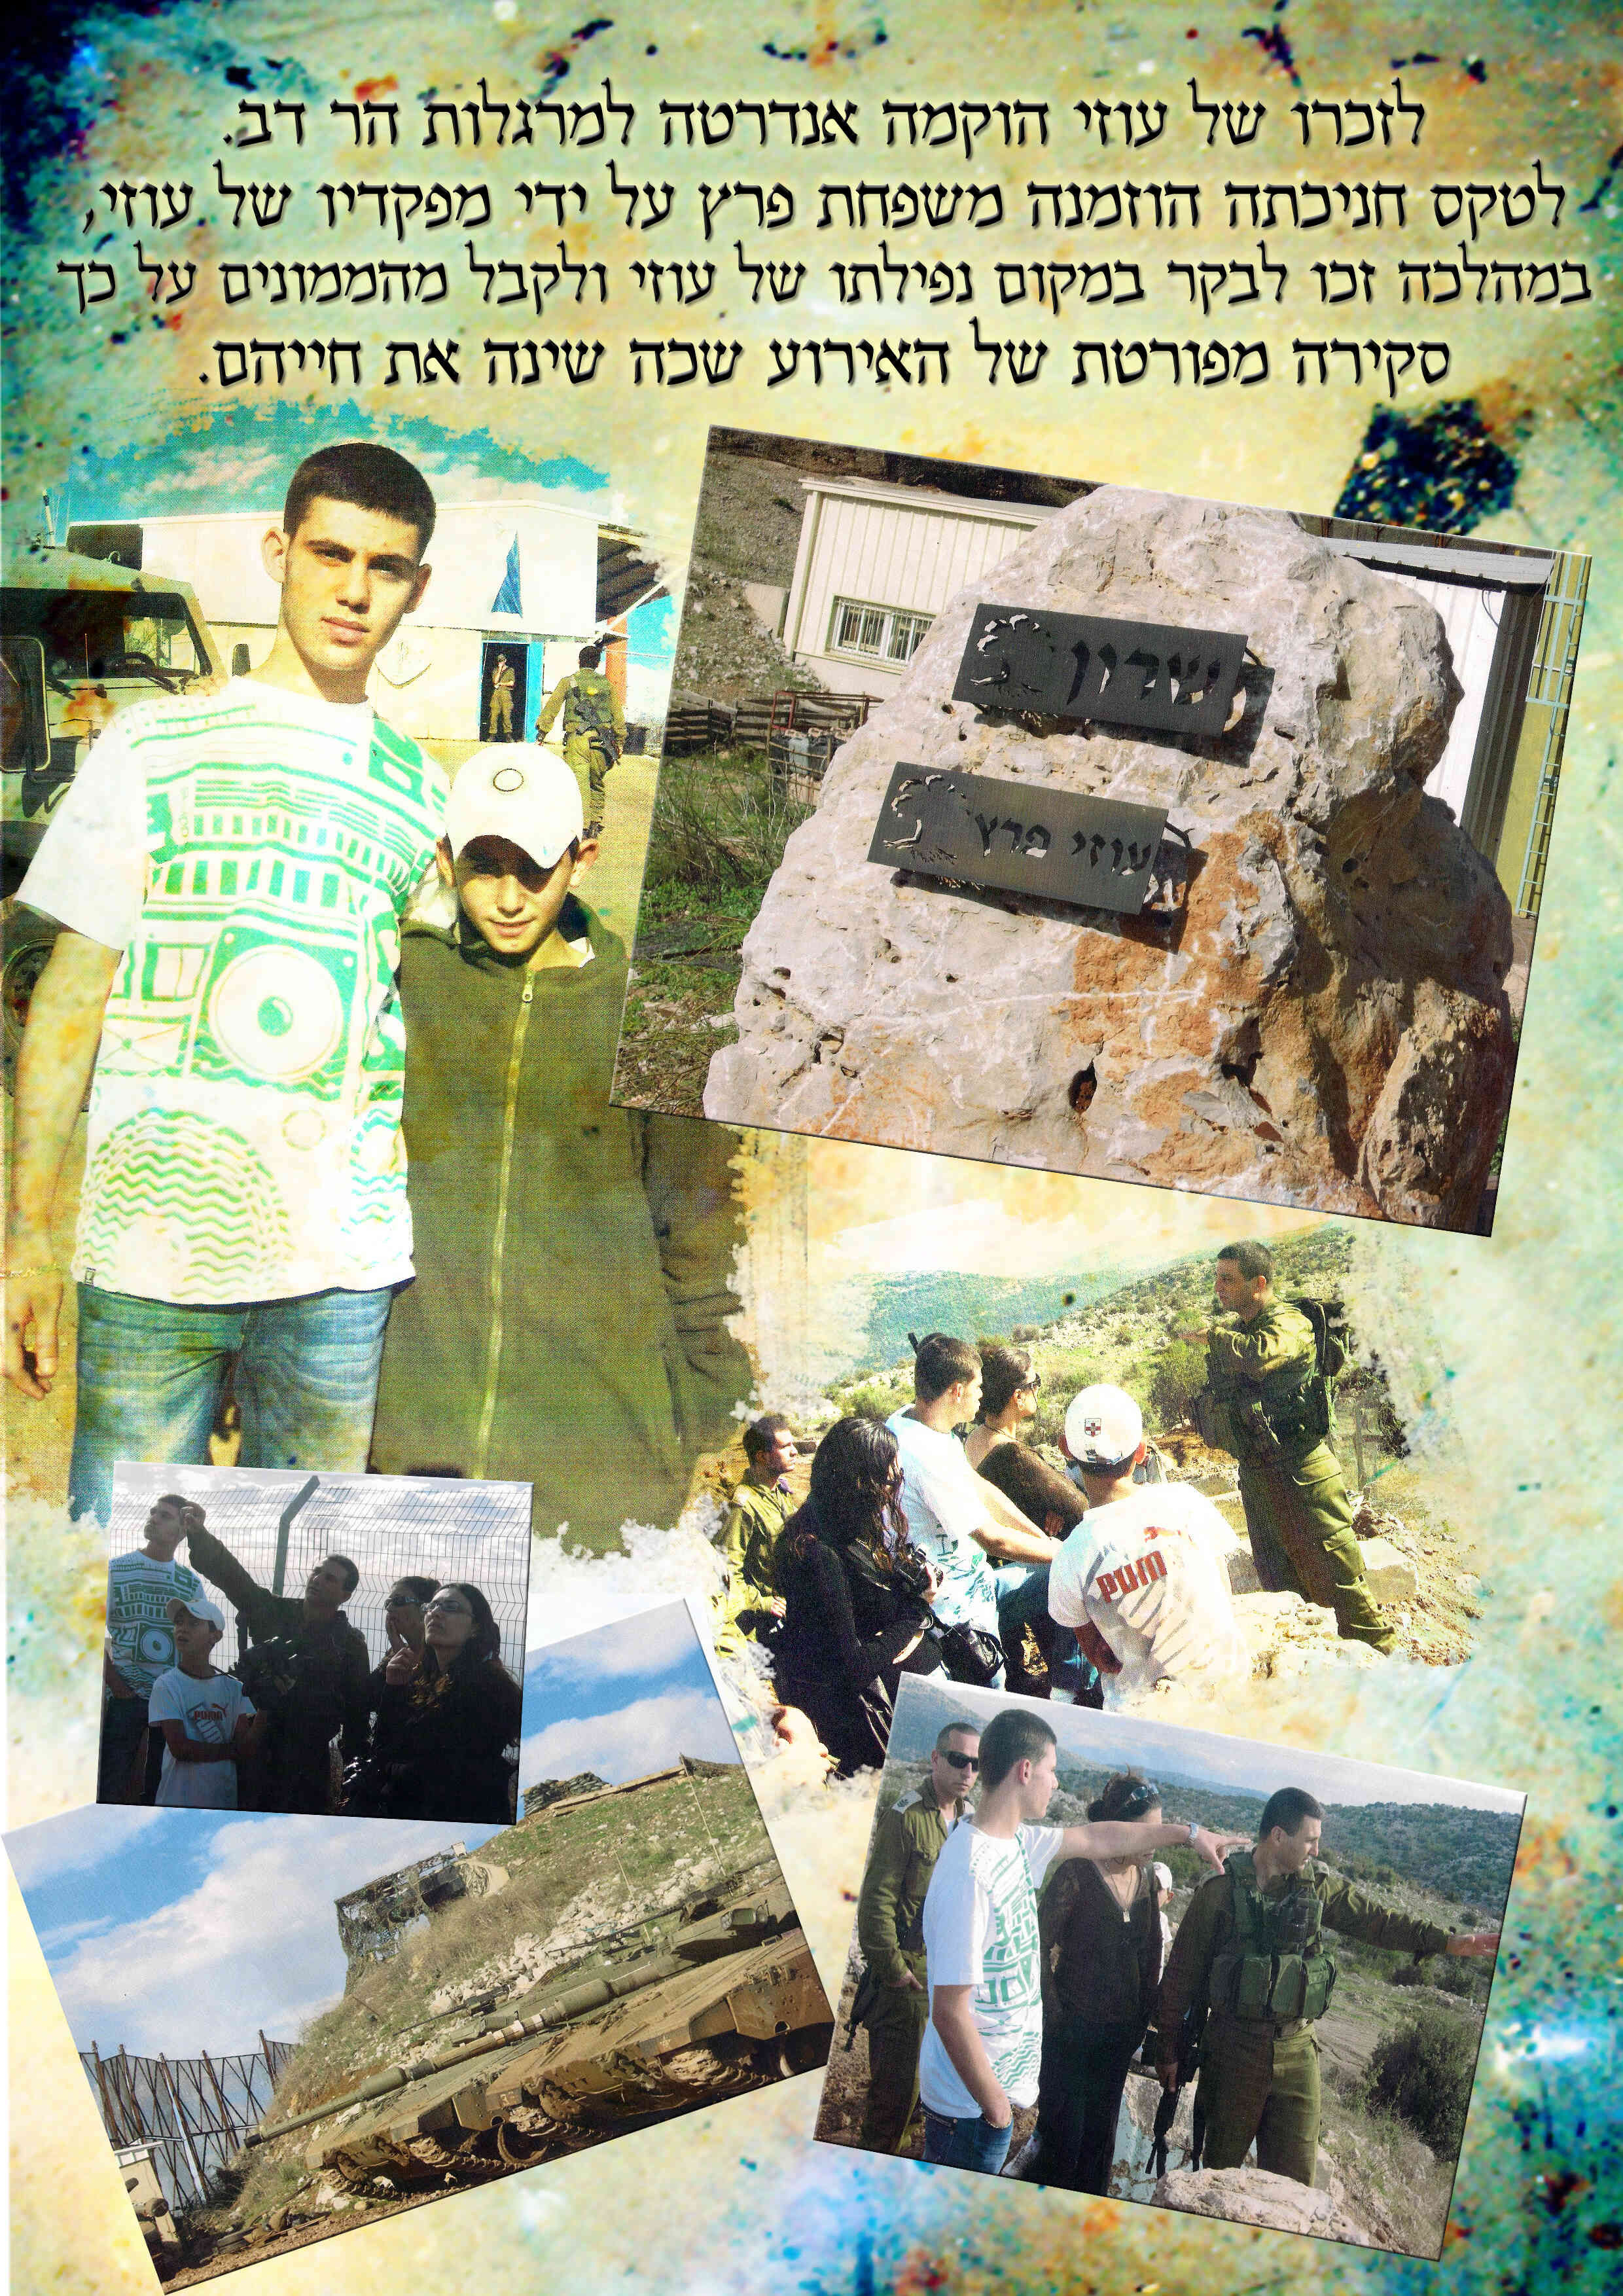 לזכרו של עוזי הוקמה אנדרטה למרגלות הר דב.
לטקס חניכתה הוזמנה משפחת פרץ על ידי מפקדיו של עוזי,
במהלכה זכו לבקר במקום נפילתו של עוזי ולקבל מהממונים על כך
סקירה מפורטת של האירוע שכה שינה את חייהם.
שריון
עוזי פרץ
PUMA
PUMA